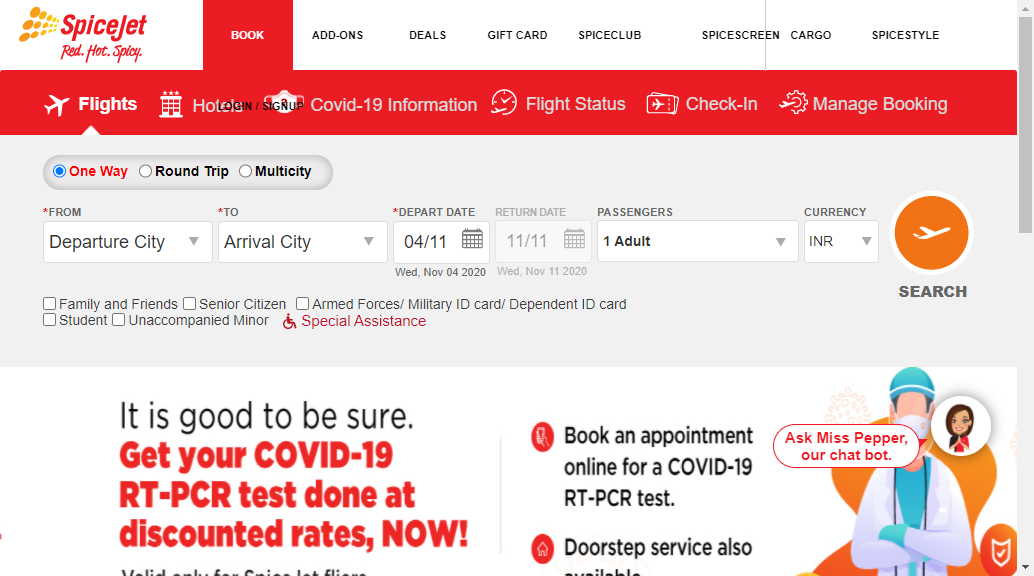 SpiceJet
Red. Hot. Spicy.
BOOK
ADD-ONS
DEALS
GIFT CARD
SPICECLUB
SPICESCREEN
CARGO
SPICESTYLE
Flights
Hotels
LOGIN / SIGNUP
Covid-19 Information
Flight Status
Check-In
Manage Booking
One Way
Round Trip
Multicity
*FROM
*TO
*DEPART DATE
RETURN DATE
PASSENGERS
CURRENCY
Departure City
Arrival City
04/11
11/11
1 Adult
INR
Wed, Nov 04 2020
Wed, Nov 11 2020
SEARCH
Family and Friends
Senior Citizen
Armed Forces/ Military ID card/ Dependent ID card
Student
Unaccompanied Minor
Special Assistance
It is good to be sure.
Get your COVID-19
RT-PCR test done at
discounted rates, NOW!
Valid only for SpiceJet fliers
Book an appointment
online for a COVID-19
RT-PCR test.
Doorstep service also
available
Ask Miss Pepper,
our chat bot.